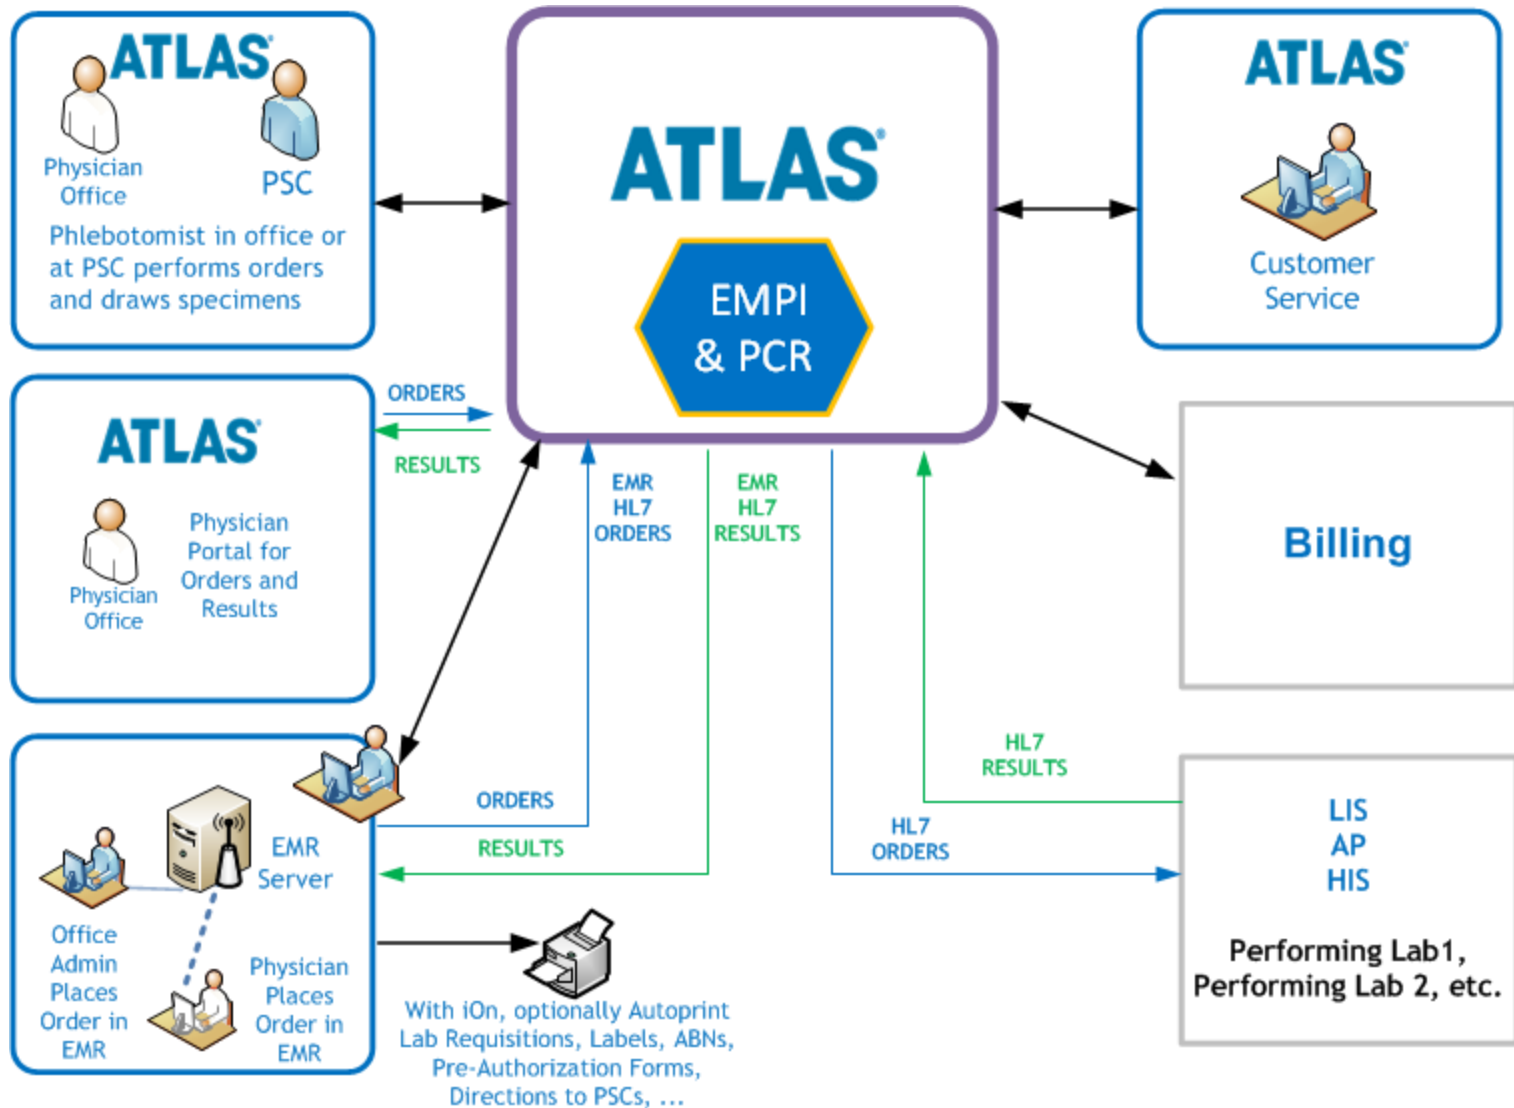 ATLAS®
Physician
Office
PSC
Phlebotomist in office or
at PSC performs orders
and draws specimens
ATLAS®
EMPI
& PCR
ATLAS®
Customer
Service
ORDERS
RESULTS
ATLAS®
Physician
Office
Physician
Portal for
Orders and
Results
EMR
HL7
ORDERS
EMR
HL7
RESULTS
Billing
ORDERS
RESULTS
HL7
RESULTS
HL7
ORDERS
EMR
Server
Office
Admin
Places
Order in
EMR
Physician
Places
Order in
EMR
With iOn, optionally Autoprint
Lab Requisitions, Labels, ABNs,
Pre-Authorization Forms,
Directions to PSCs, ...
LIS
AP
HIS
Performing Lab1,
Performing Lab 2, etc.